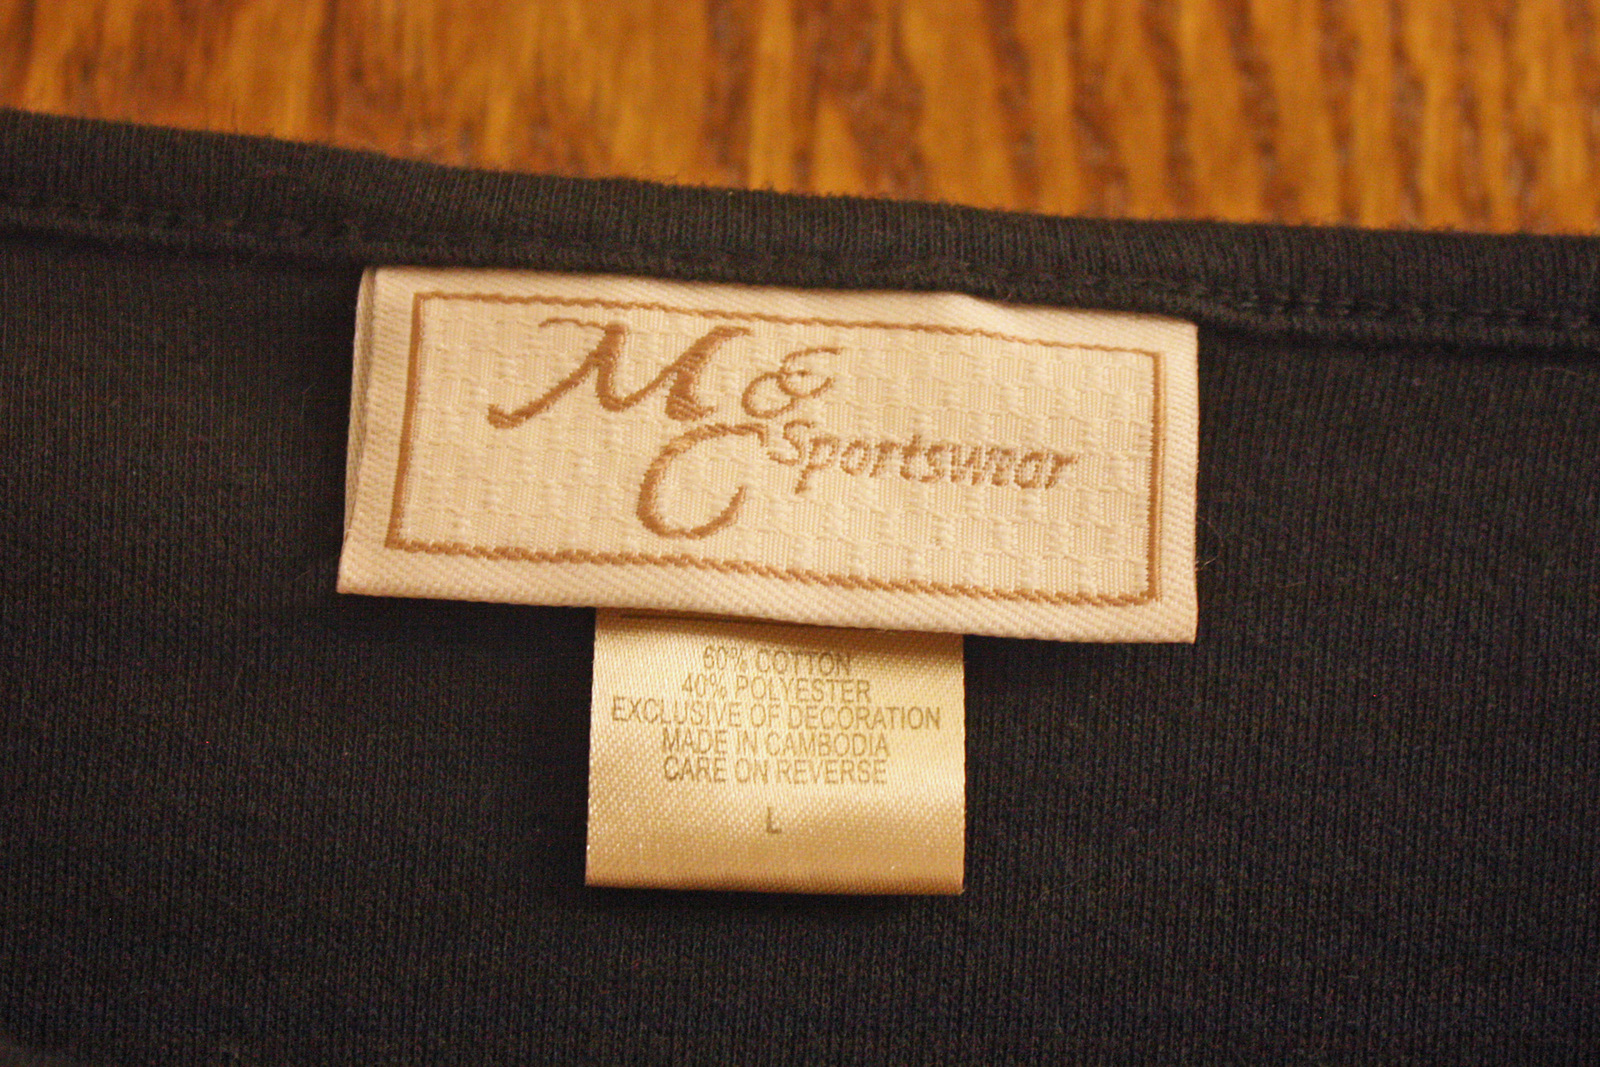 M &
C Sportswear
60% COTTON
40% POLYESTER
EXCLUSIVE OF DECORATION
MADE IN CAMBODIA
CARE ON REVERSE
L